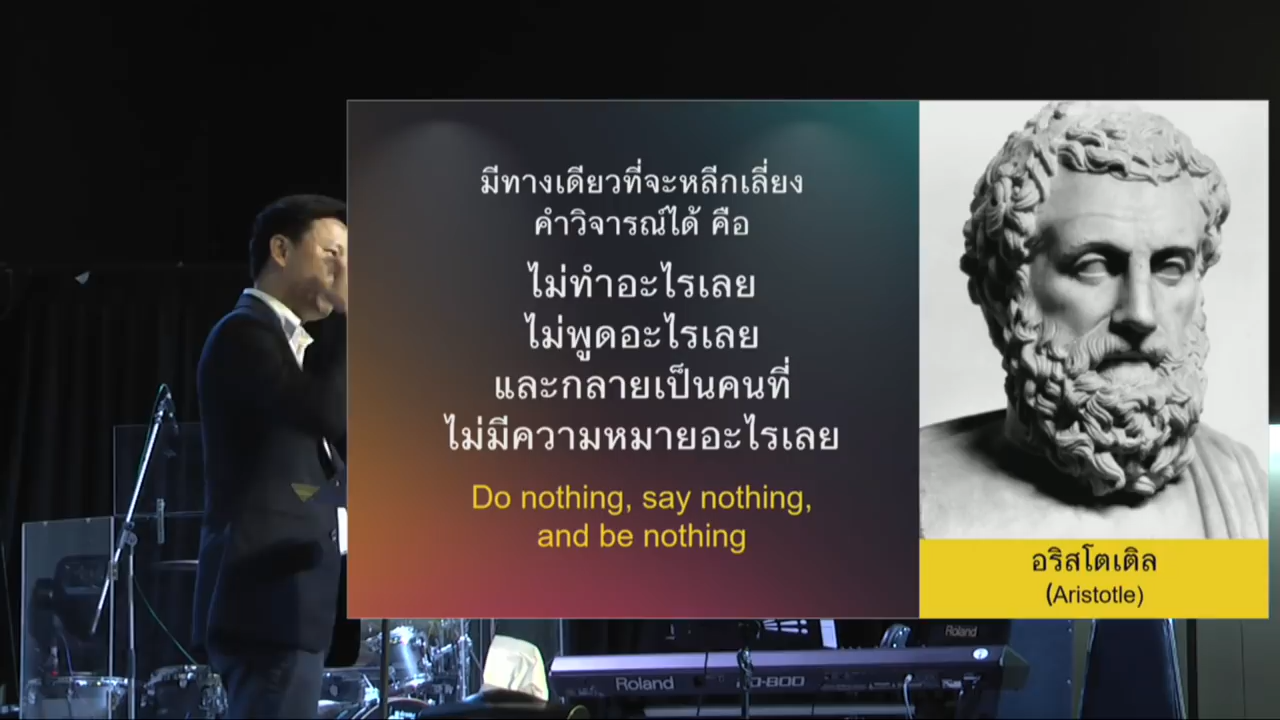 มีทางเดียวที่จะหลีกเลี่ยง
คำวิจารณ์ได้ คือ
ไม่ทำอะไรเลย
ไม่พูดอะไรเลย
และกลายเป็นคนที่
ไม่มีความหมายอะไรเลย
Do nothing, say nothing,
and be nothing
อริสโตเติล
(Aristotle)
Roland
Roland